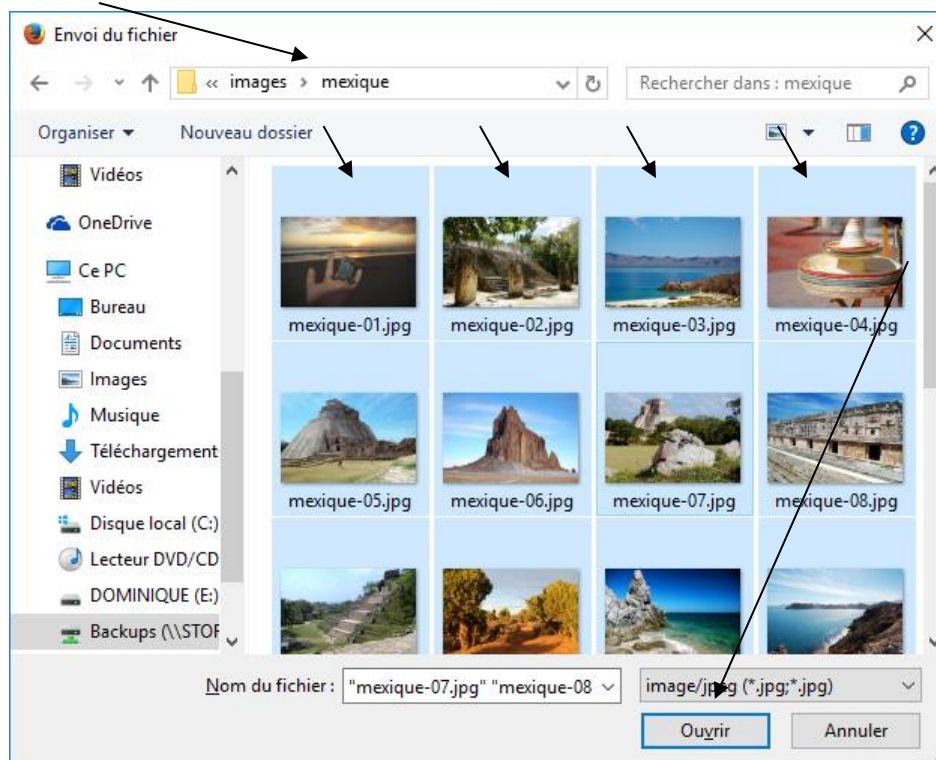 Envoi du fichier
« images > mexique
Rechercher dans : mexique
Organiser
Nouveau dossier
Vidéos
OneDrive
Ce PC
Bureau
Documents
Images
Musique
Téléchargement
Vidéos
Disque local (C:)
Lecteur DVD/CD
DOMINIQUE (E:)
Backups (\\STOF
mexique-01.jpg mexique-02.jpg mexique-03.jpg mexique-04.jpg
mexique-05.jpg mexique-06.jpg mexique-07.jpg mexique-08.jpg
Nom du fichier : "mexique-07.jpg" "mexique-08
image/jpeg (*.jpg;*.jpg)
Ouvrir
Annuler